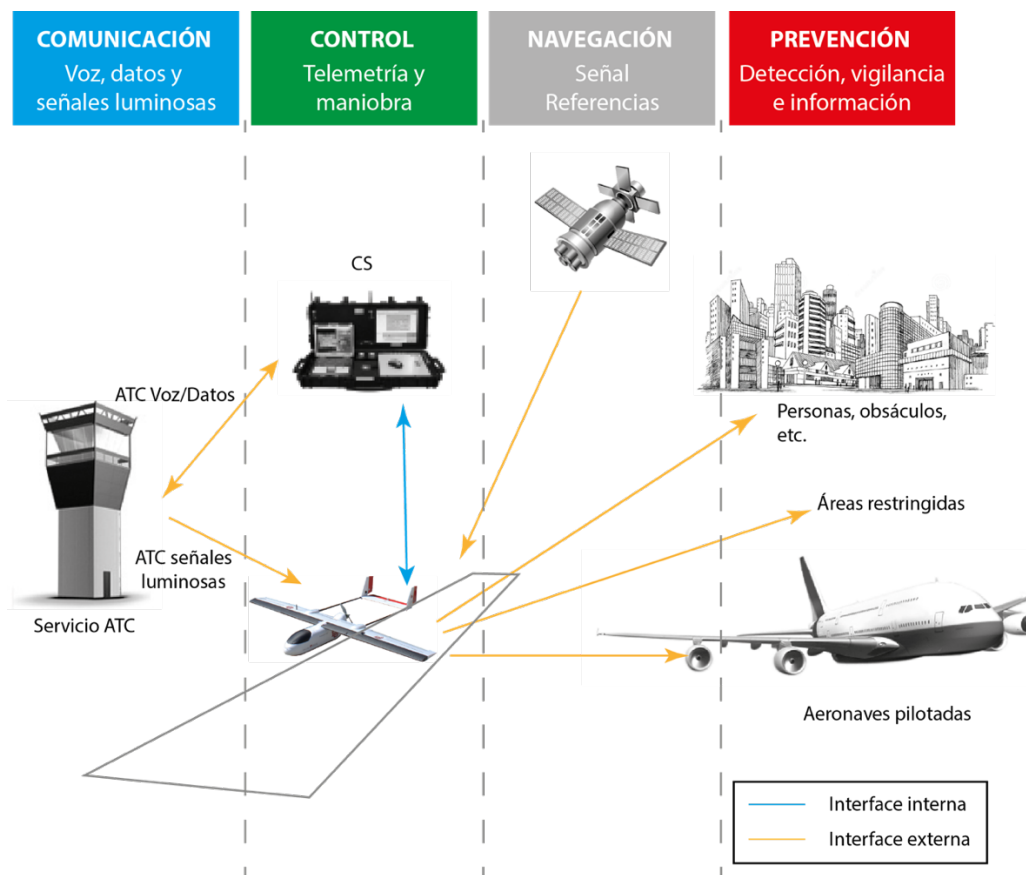 COMUNICACIÓN
Voz, datos y
señales luminosas
CONTROL
Telemetría y
maniobra
NAVEGACIÓN
Señal
Referencias
PREVENCIÓN
Detección, vigilancia
e información
CS
ATC Voz/Datos
Personas, obsáculos,
etc.
Áreas restringidas
ATC señales
luminosas
Servicio ATC
Aeronaves pilotadas
Interface interna
Interface externa